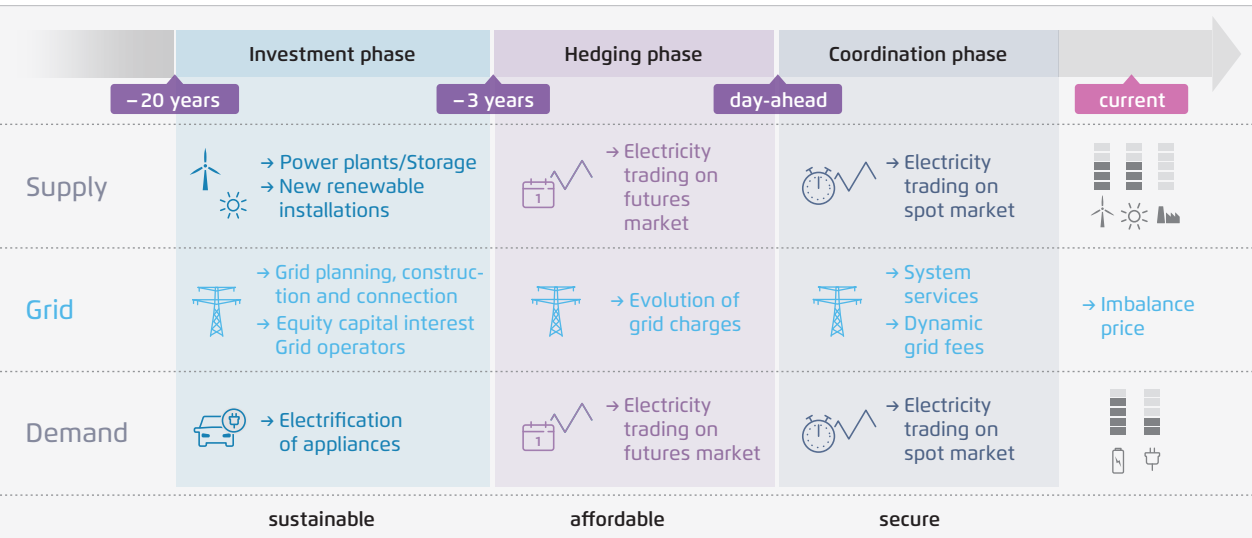 Investment phase
Hedging phase
Coordination phase
–20 years
–3 years
day-ahead
current
Supply
→ Power plants/Storage
→ New renewable
installations
1
→ Electricity
trading on
futures
market
→ Electricity
trading on
spot market
Grid
→ Grid planning, construc-
tion and connection
→ Equity capital interest
Grid operators
→ Evolution of
grid charges
→ System
services
→ Dynamic
grid fees
→ Imbalance
price
Demand
→ Electrification
of appliances
1
→ Electricity
trading on
futures market
→ Electricity
trading on
spot market
sustainable
affordable
secure